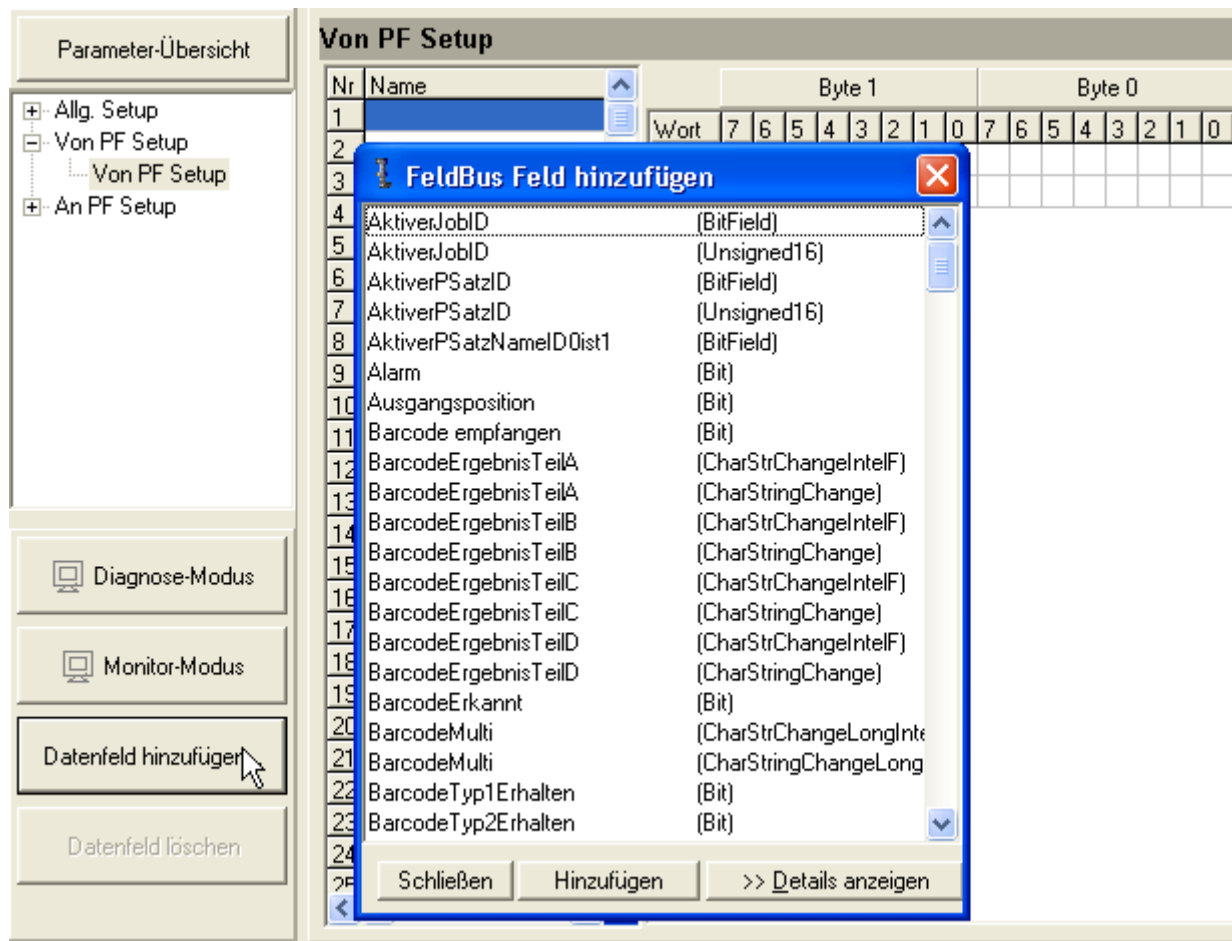 Parameter-Übersicht
Allg. Setup
Von PF Setup
Von PF Setup
An PF Setup
Diagnose-Modus
Monitor-Modus
Datenfeld hinzufügen
Datenfeld löschen
Von PF Setup
Nr Name
Byte 1 Byte 0
Wort 7 6 5 4 3 2 1 0 7 6 5 4 3 2 1 0
1
2
3
4
5
6
7
8
9
10
11
12
13
14
15
16
17
18
19
20
21
22
23
24
25
FeldBus Feld hinzufügen
AktiverJobID (BitField)
AktiverJobID (Unsigned16)
AktiverPSatzID (BitField)
AktiverPSatzID (Unsigned16)
AktiverPSatzNameID0ist1 (BitField)
Alarm (Bit)
Ausgangsposition (Bit)
Barcode empfangen (Bit)
BarcodeErgebnisTeilA (CharStrChangeIntelF)
BarcodeErgebnisTeilA (CharStringChange)
BarcodeErgebnisTeilB (CharStrChangeIntelF)
BarcodeErgebnisTeilB (CharStringChange)
BarcodeErgebnisTeilC (CharStrChangeIntelF)
BarcodeErgebnisTeilC (CharStringChange)
BarcodeErgebnisTeilD (CharStrChangeIntelF)
BarcodeErgebnisTeilD (CharStringChange)
BarcodeErkannt (Bit)
BarcodeMulti (CharStrChangeLongInte
BarcodeMulti (CharStringChangeLong
BarcodeTyp1Erhalten (Bit)
BarcodeTyp2Erhalten (Bit)
Schließen Hinzufügen >> Details anzeigen